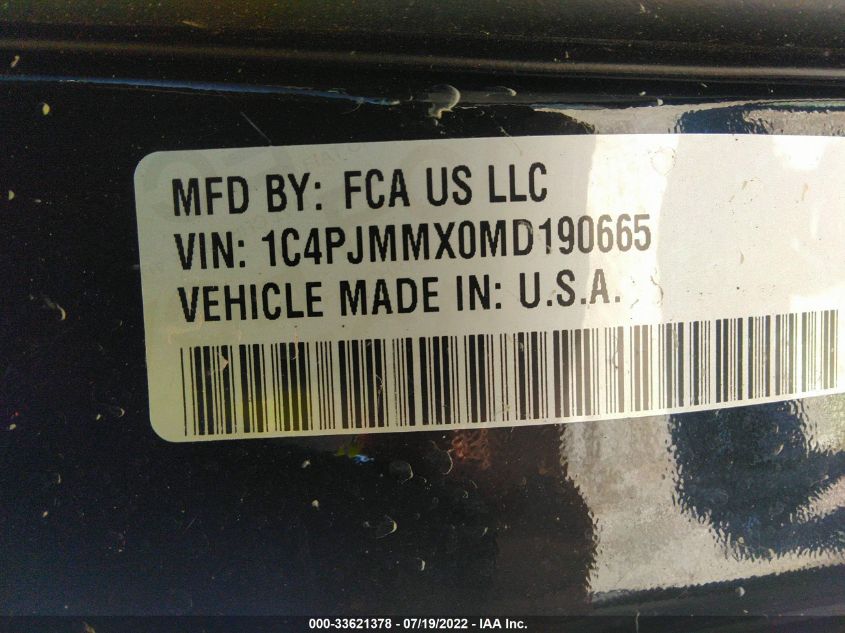 MFD BY: FCA US LLC
VIN: 1C4PJMMX0MD190665
VEHICLE MADE IN: U.S.A.
000-33621378 - 07/19/2022 - IAA Inc.